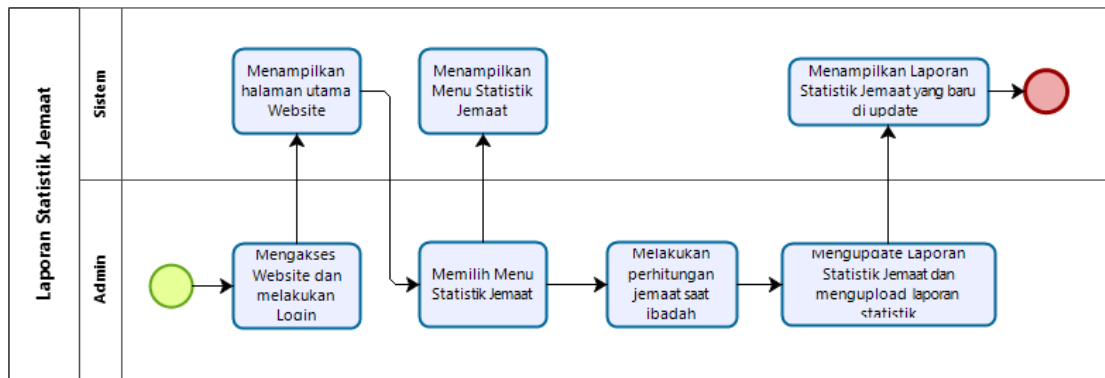 Laporan Statistik Jemaat
Sistem
Menampilkan
halaman utama
Website
Menampilkan
Menu Statistik
Jemaat
Menampilkan Laporan
Statistik Jemaat yang baru
di update
Admin
Mengakses
Website dan
melakukan
Login
Memilih Menu
Statistik Jemaat
Melakukan
perhitungan
jemaat saat
ibadah
Mengupdate Laporan
Statistik Jemaat dan
mengupload laporan
statistik